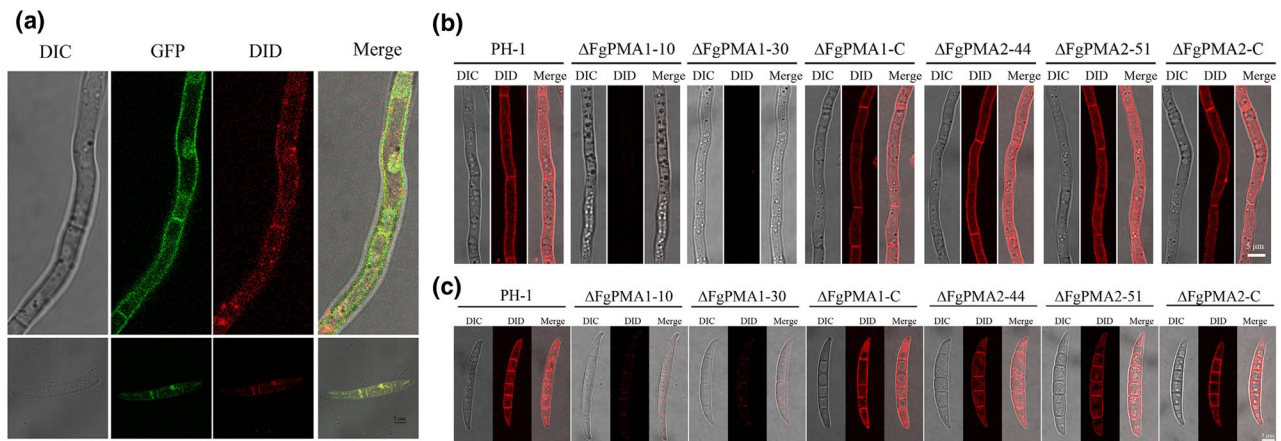 (a)
DIC GFP DID Merge
5 μm
(b)
PH-1 ΔFgPMA1-10 ΔFgPMA1-30 ΔFgPMA1-C ΔFgPMA2-44 ΔFgPMA2-51 ΔFgPMA2-C
DIC DID Merge DIC DID Merge DIC DID Merge DIC DID Merge DIC DID Merge DIC DID Merge DIC DID Merge
5 μm
(c)
PH-1 ΔFgPMA1-10 ΔFgPMA1-30 ΔFgPMA1-C ΔFgPMA2-44 ΔFgPMA2-51 ΔFgPMA2-C
DIC DID Merge DIC DID Merge DIC DID Merge DIC DID Merge DIC DID Merge DIC DID Merge DIC DID Merge
5 μm